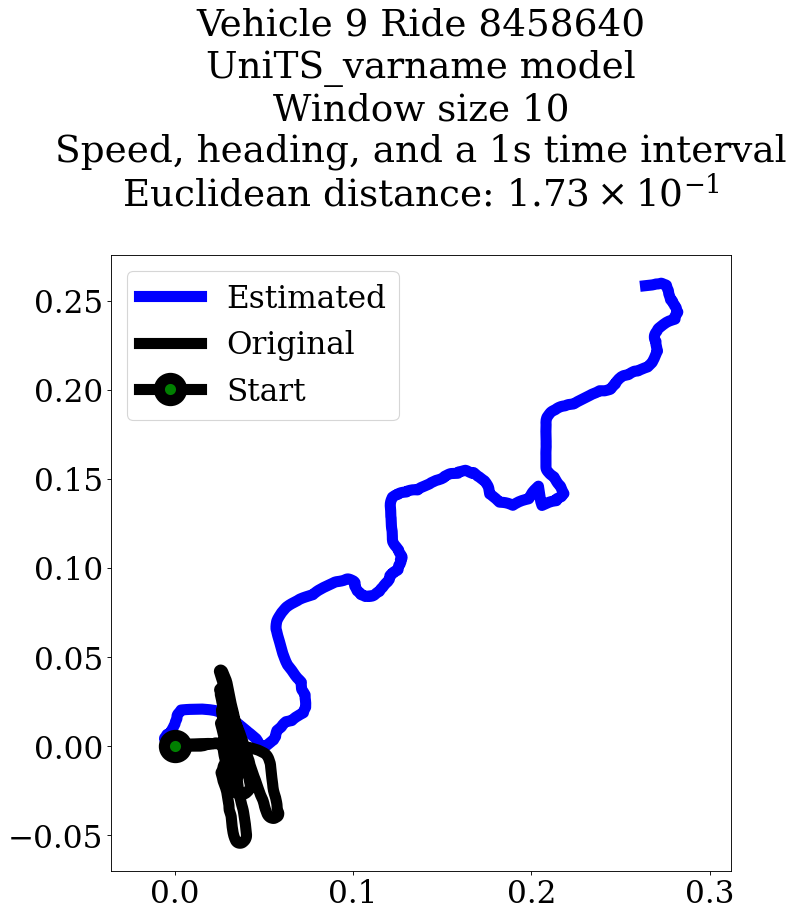 Vehicle 9 Ride 8458640
UniTS_varname model
Window size 10
Speed, heading, and a 1s time interval
Euclidean distance: 1.73 × 10⁻¹
Estimated
Original
Start
0.25
0.20
0.15
0.10
0.05
0.00
−0.05
0.0 0.1 0.2 0.3